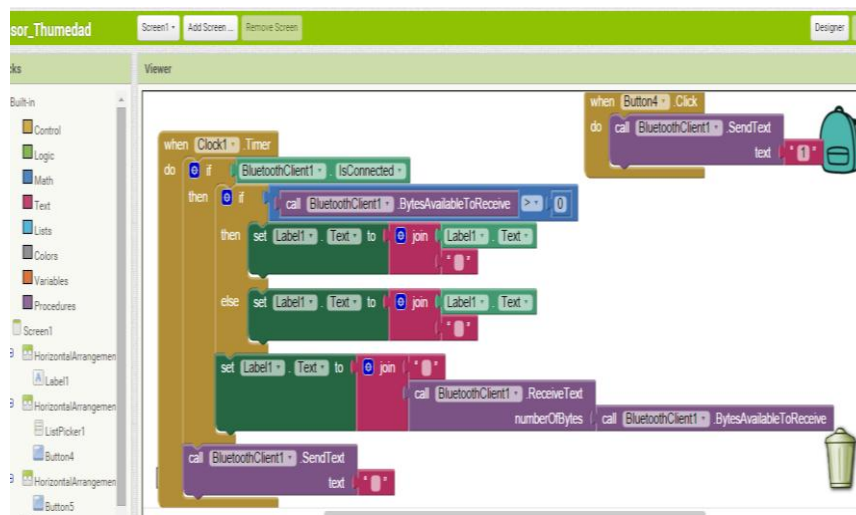 sor_Thumedad
Screen1 Add Screen ... Remove Screen Designer
cks
Viewer
Built-in
Control
Logic
Math
Text
Lists
Colors
Variables
Procedures
Screen1
HorizontalArrangemen
Label1
HorizontalArrangemen
ListPicker1
Button4
HorizontalArrangemen
Button5
when Button4 .Click
do call BluetoothClient1 .SendText
text " 1 "
when Clock1 .Timer
do if BluetoothClient1 . IsConnected
then if call BluetoothClient1 .BytesAvailableToReceive > 0
then set Label1 . Text to join Label1 . Text
" "
else set Label1 . Text to join Label1 . Text
" "
set Label1 . Text to join " "
call BluetoothClient1 .ReceiveText
numberOfBytes call BluetoothClient1 .BytesAvailableToReceive
call BluetoothClient1 .SendText
text " "